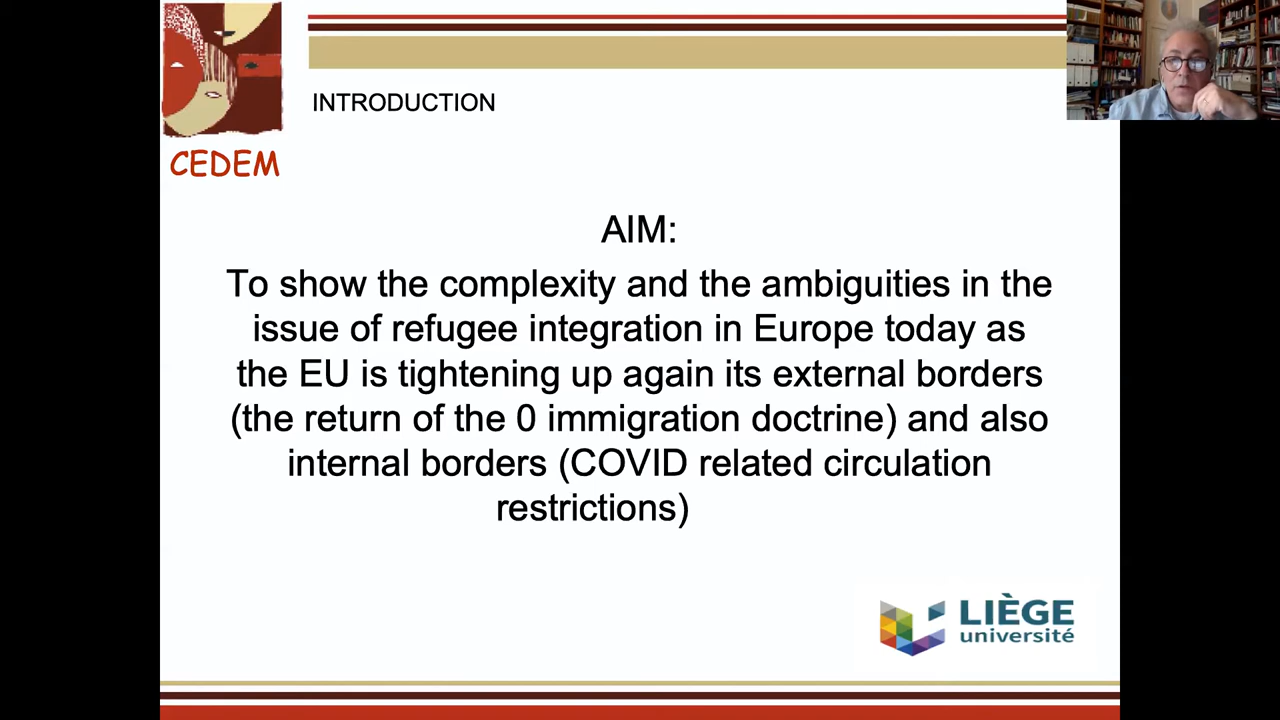 INTRODUCTION
CEDEM
AIM:
To show the complexity and the ambiguities in the
issue of refugee integration in Europe today as
the EU is tightening up again its external borders
(the return of the 0 immigration doctrine) and also
internal borders (COVID related circulation
restrictions)
LIÈGE
université